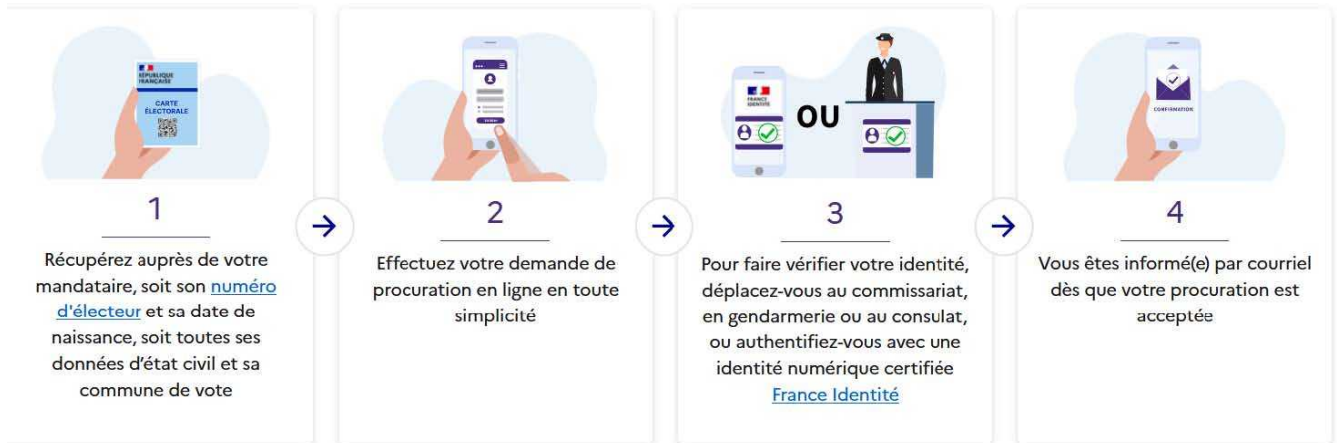 RÉPUBLIQUE
FRANÇAISE
CARTE
ÉLECTORALE
1
Récupérez auprès de votre
mandataire, soit son numéro
d'électeur et sa date de
naissance, soit toutes ses
données d'état civil et sa
commune de vote
2
Effectuez votre demande de
procuration en ligne en toute
simplicité
FRANCE
IDENTITÉ
OU
3
Pour faire vérifier votre identité,
déplacez-vous au commissariat,
en gendarmerie ou au consulat,
ou authentifiez-vous avec une
identité numérique certifiée
France Identité
CONFIRMATION
4
Vous êtes informé(e) par courriel
dès que votre procuration est
acceptée